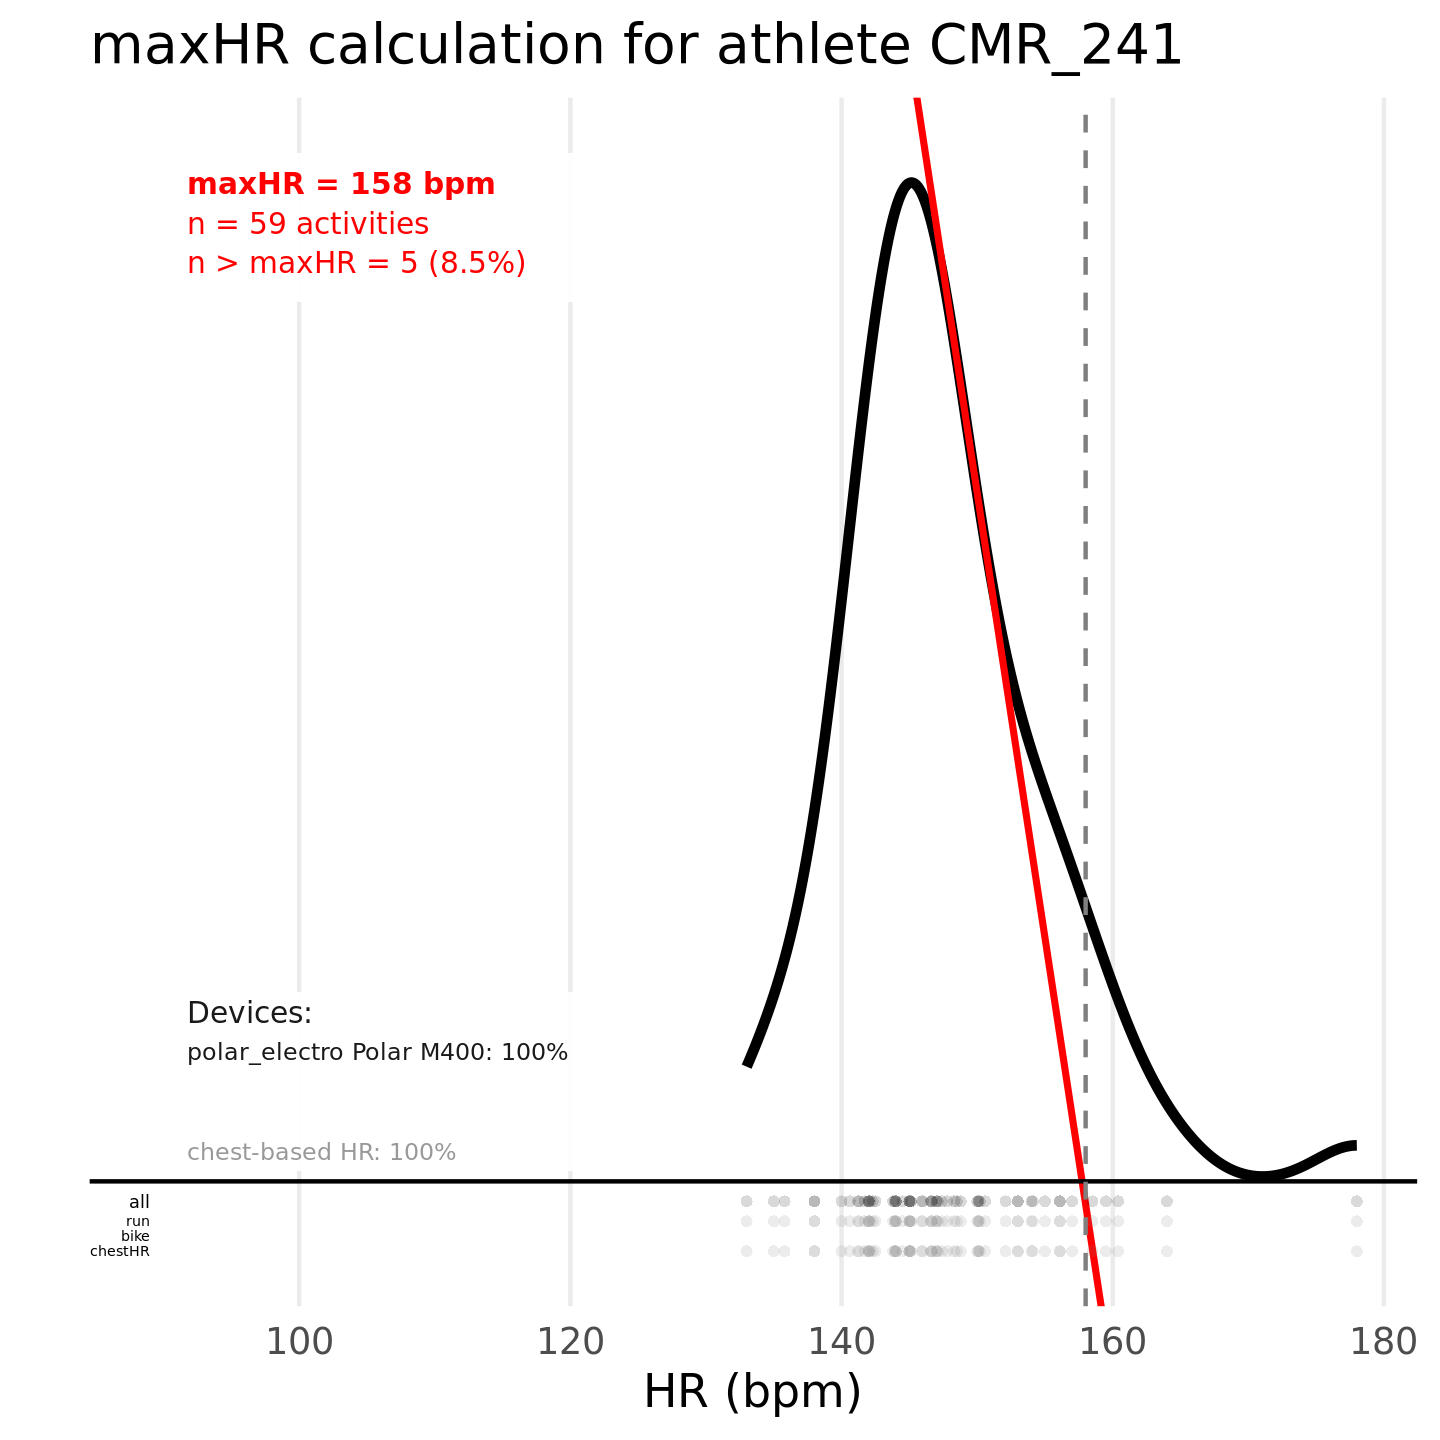 maxHR calculation for athlete CMR_241
maxHR = 158 bpm
n = 59 activities
n > maxHR = 5 (8.5%)
Devices:
polar_electro Polar M400: 100%
chest-based HR: 100%
all
run
bike
chestHR
100 120 140 160 180
HR (bpm)